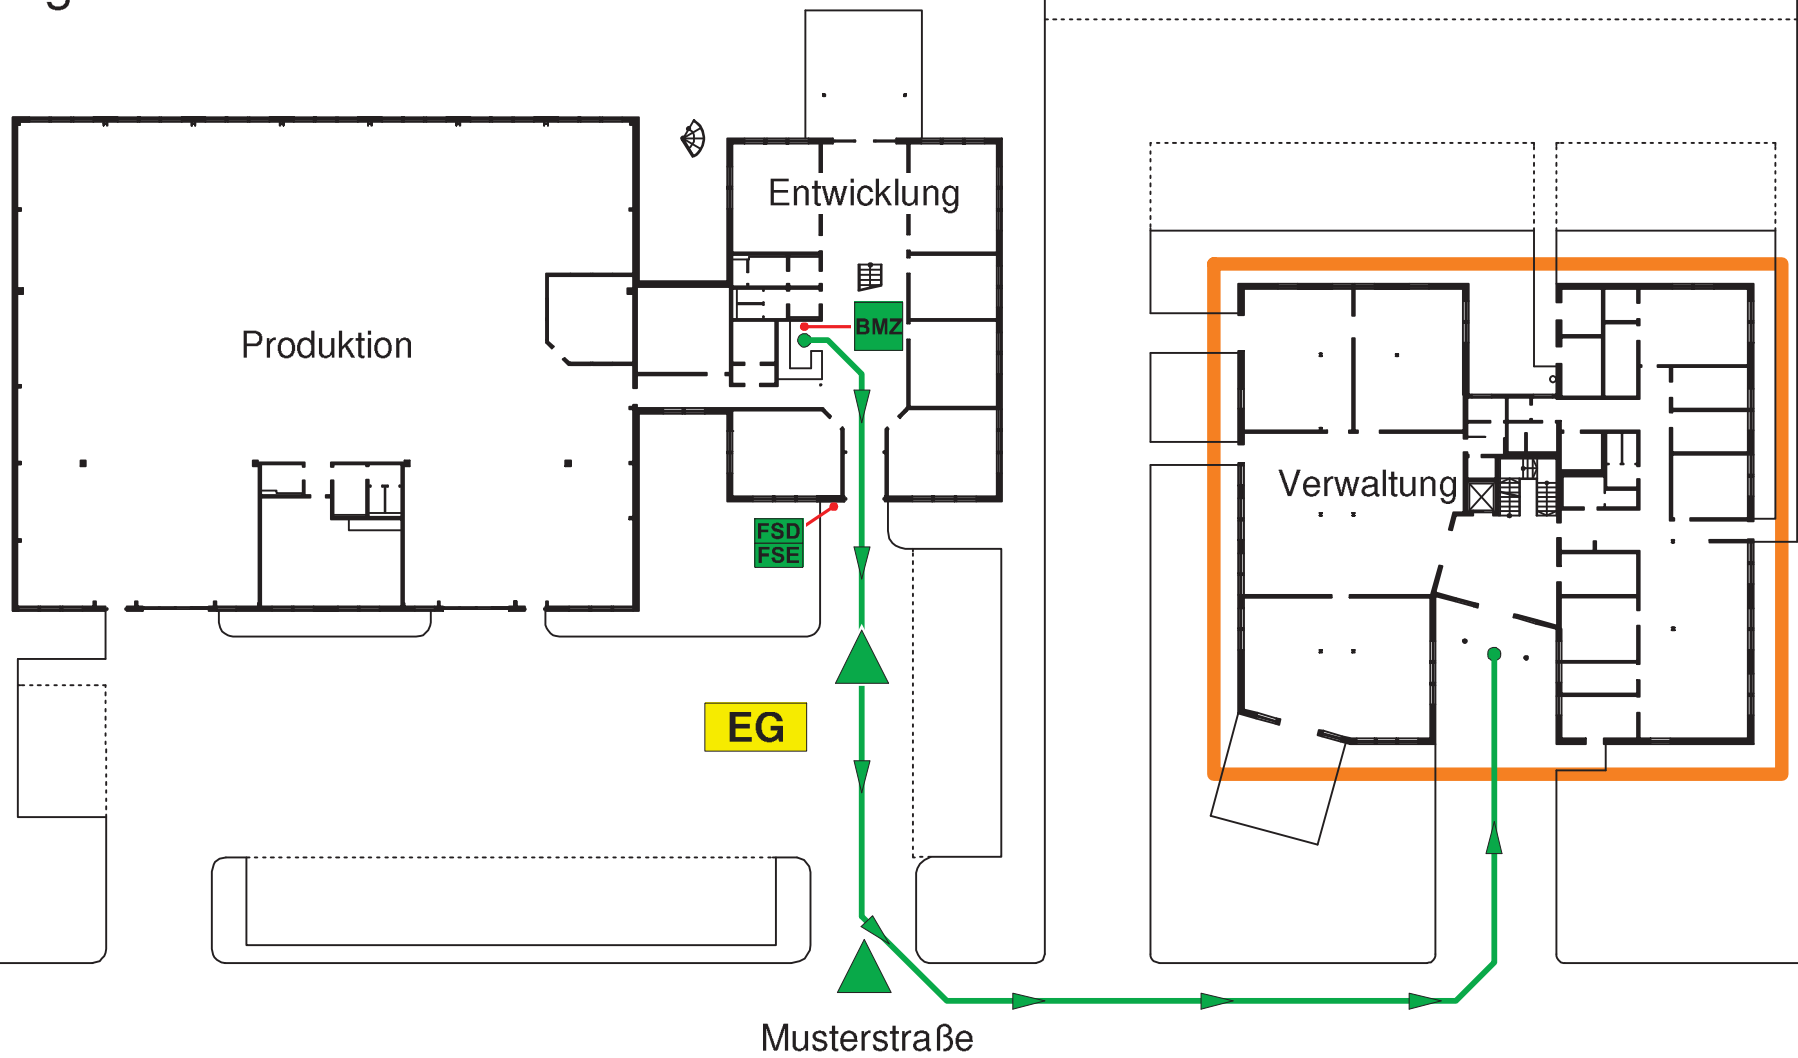 Entwicklung
Produktion
BMZ
Verwaltung
FSD
FSE
EG
Musterstraße